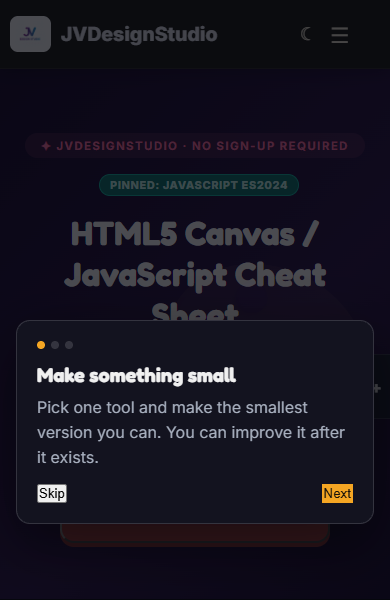 JV
JVDesignStudio
✦ JVDESIGNSTUDIO · NO SIGN-UP REQUIRED
PINNED: JAVASCRIPT ES2024
HTML5 Canvas /
JavaScript Cheat
Sheet
Make something small
Pick one tool and make the smallest
version you can. You can improve it after
it exists.
Skip
Next